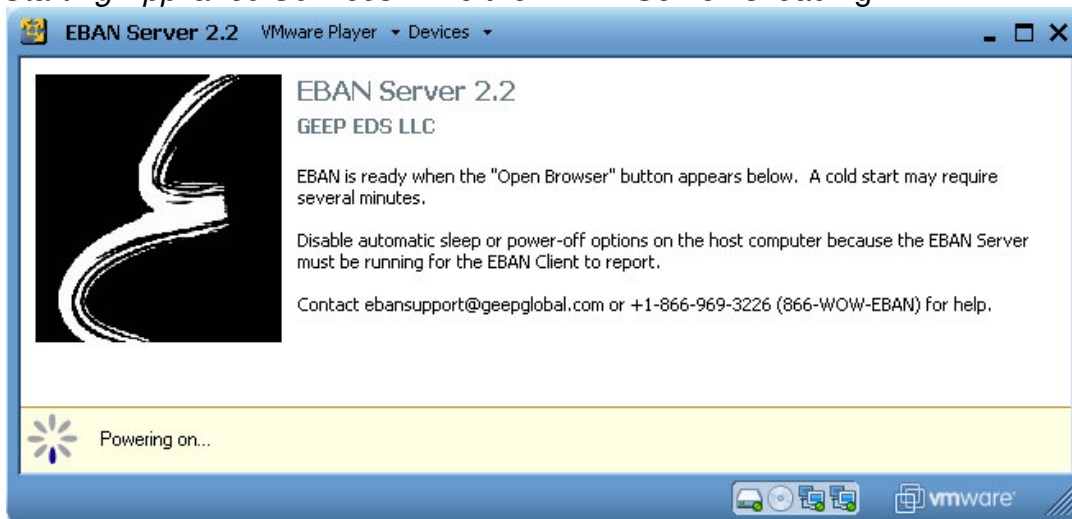 EBAN Server 2.2 VMware Player Devices
EBAN Server 2.2
GEEP EDS LLC
EBAN is ready when the "Open Browser" button appears below. A cold start may require
several minutes.
Disable automatic sleep or power-off options on the host computer because the EBAN Server
must be running for the EBAN Client to report.
Contact ebansupport@geepglobal.com or +1-866-969-3226 (866-WOW-EBAN) for help.
Powering on...
vmware